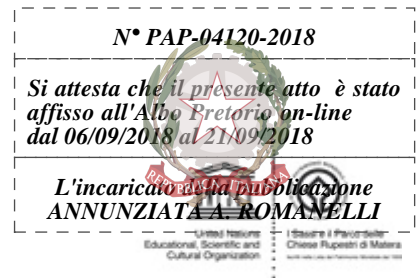 N° PAP-04120-2018
Si attesta che il presente atto è stato
affisso all'Albo Pretorio on-line
dal 06/09/2018 al 21/09/2018
L'incaricato della pubblicazione
ANNUNZIATA A. ROMANELLI
REPUBBLICA ITALIANA
United Nations
Educational, Scientific and
Cultural Organization
I Sassi e il Parco delle
Chiese Rupestri di Matera